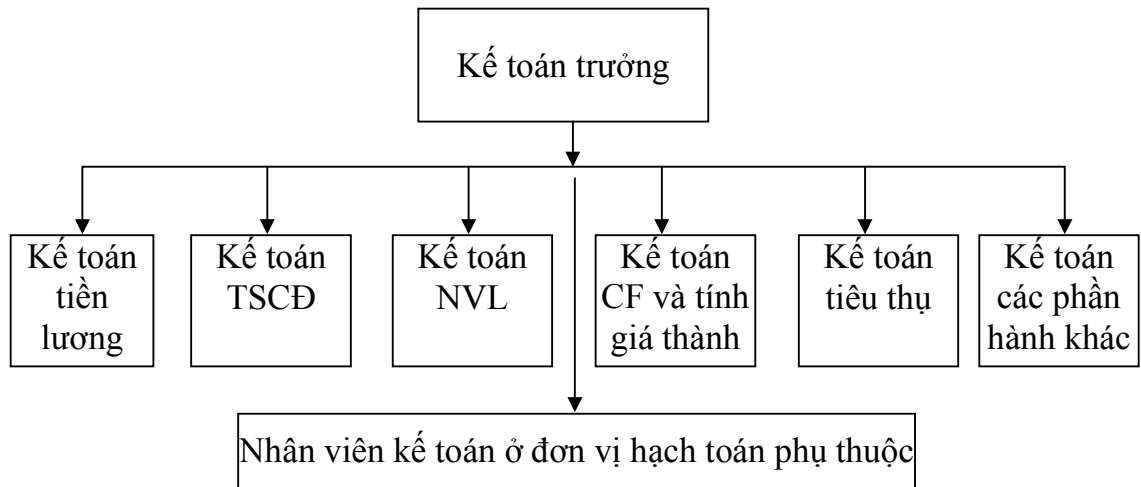 Kế toán trưởng
Kế toán
tiền
lương
Kế toán
TSCĐ
Kế toán
NVL
Kế toán
CF và tính
giá thành
Kế toán
tiêu thụ
Kế toán
các phần
hành khác
Nhân viên kế toán ở đơn vị hạch toán phụ thuộc